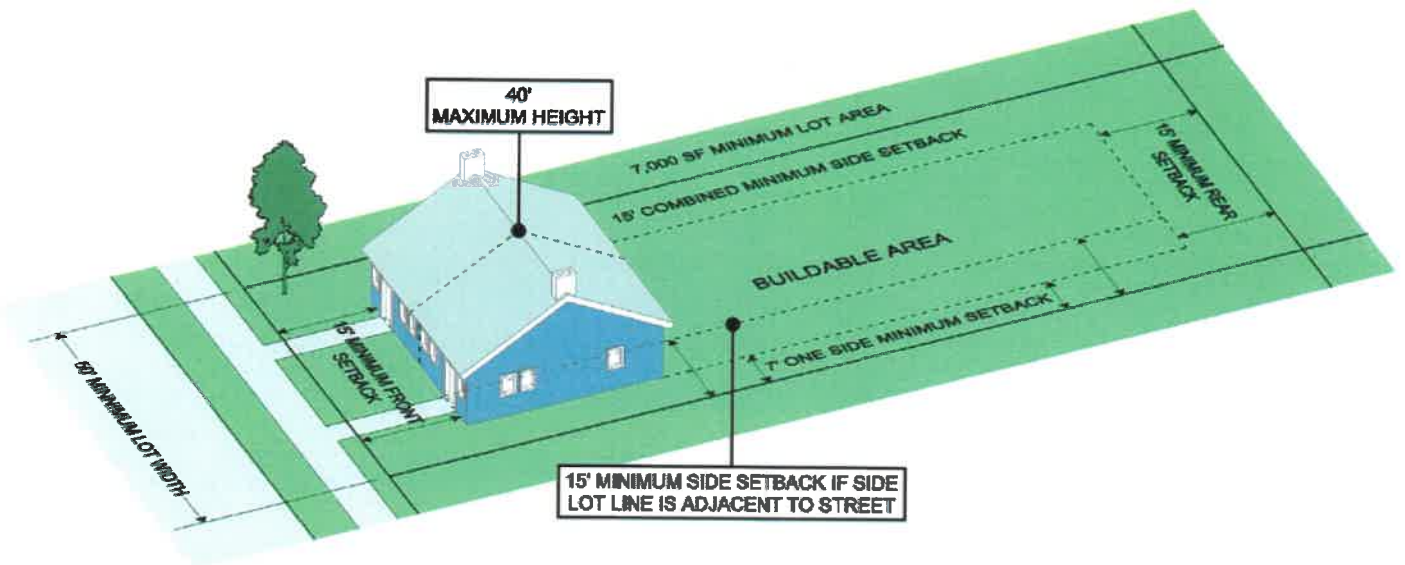 40'
MAXIMUM HEIGHT
7,000 SF MINIMUM LOT AREA
15' COMBINED MINIMUM SIDE SETBACK
15' MINIMUM REAR
SETBACK
BUILDABLE AREA
7' ONE SIDE MINIMUM SETBACK
15' MINIMUM FRONT
SETBACK
60' MINNIMUM LOT WIDTH
15' MINIMUM SIDE SETBACK IF SIDE
LOT LINE IS ADJACENT TO STREET